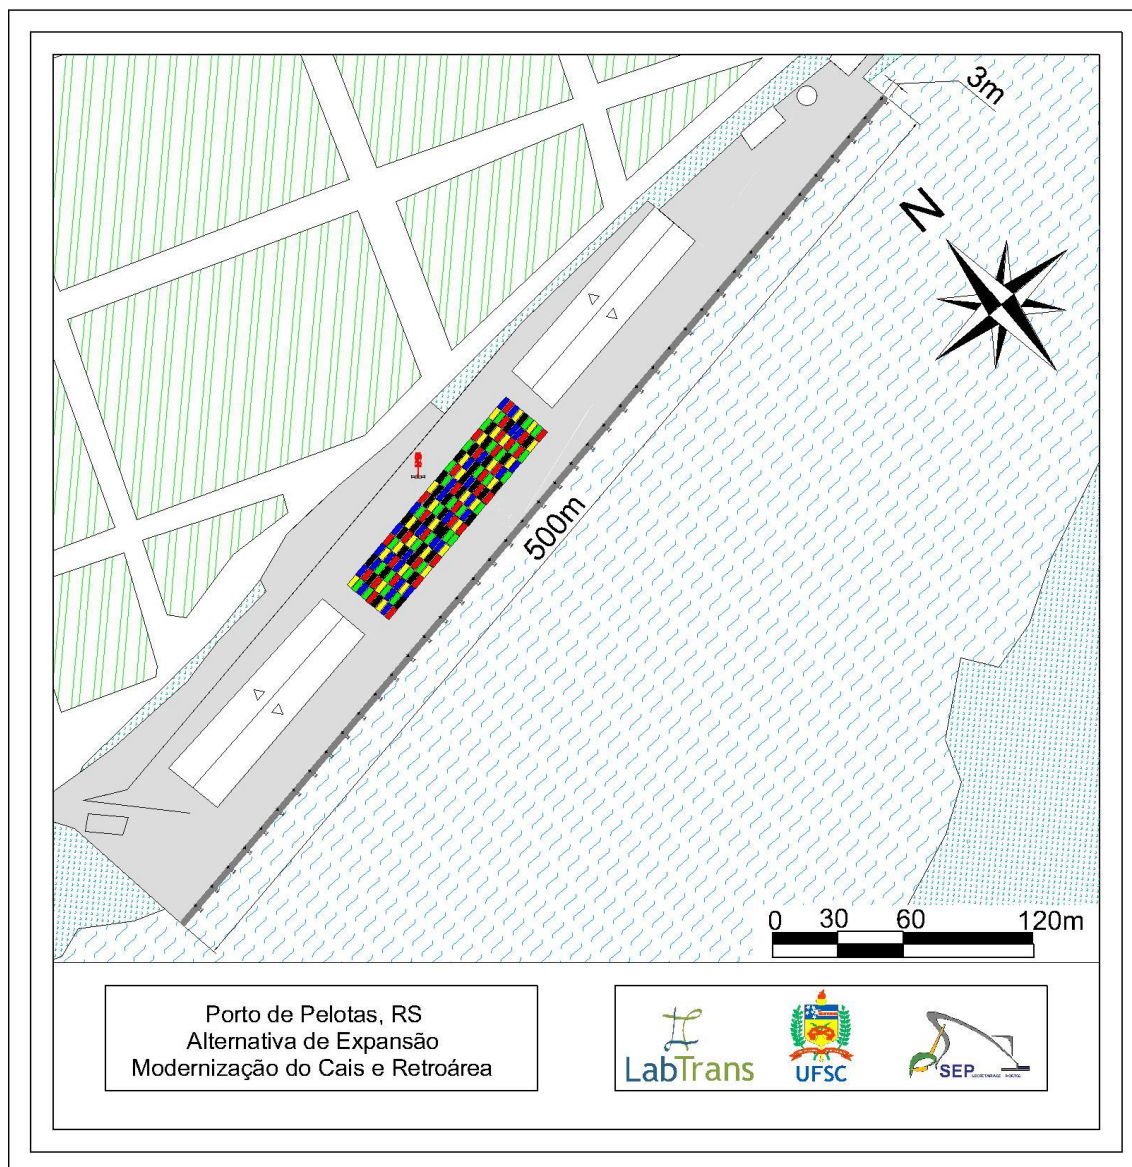 3m
N
500m
0 30 60 120m
Porto de Pelotas, RS
Alternativa de Expansão
Modernização do Cais e Retroárea
LabTrans
UFSC
SEP